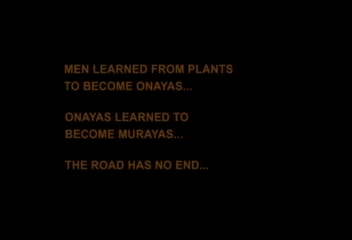 MEN LEARNED FROM PLANTS
TO BECOME ONAYAS...
ONAYAS LEARNED TO
BECOME MURAYAS...
THE ROAD HAS NO END...